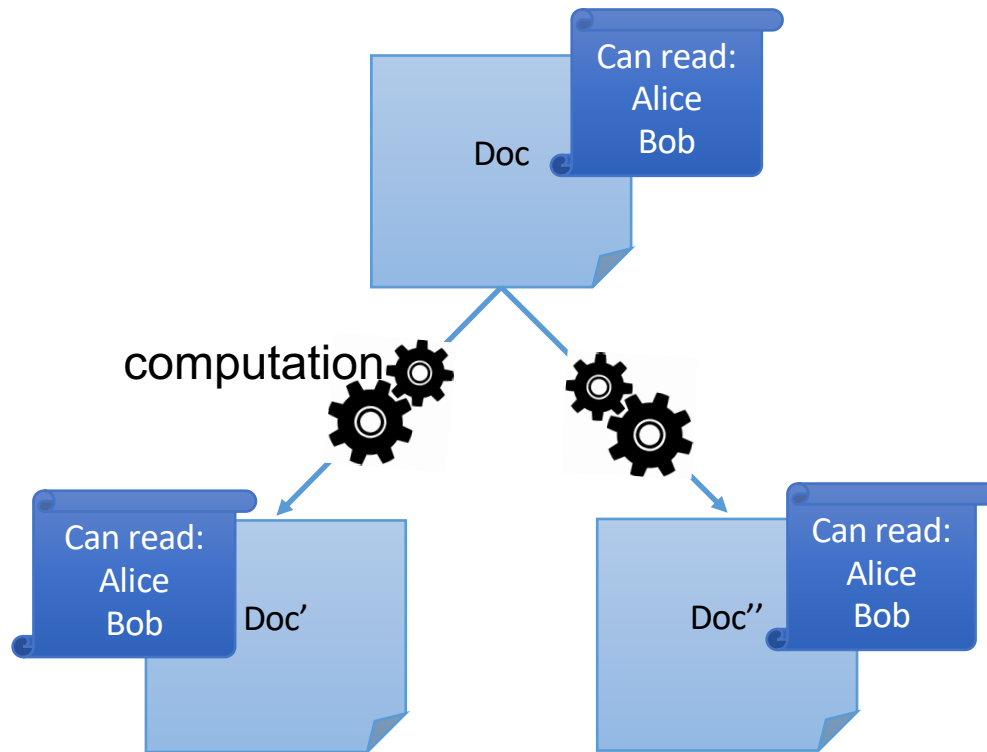 Can read:
Alice
Bob
Doc
computation
Can read:
Alice
Bob
Doc’
Can read:
Alice
Bob
Doc’’